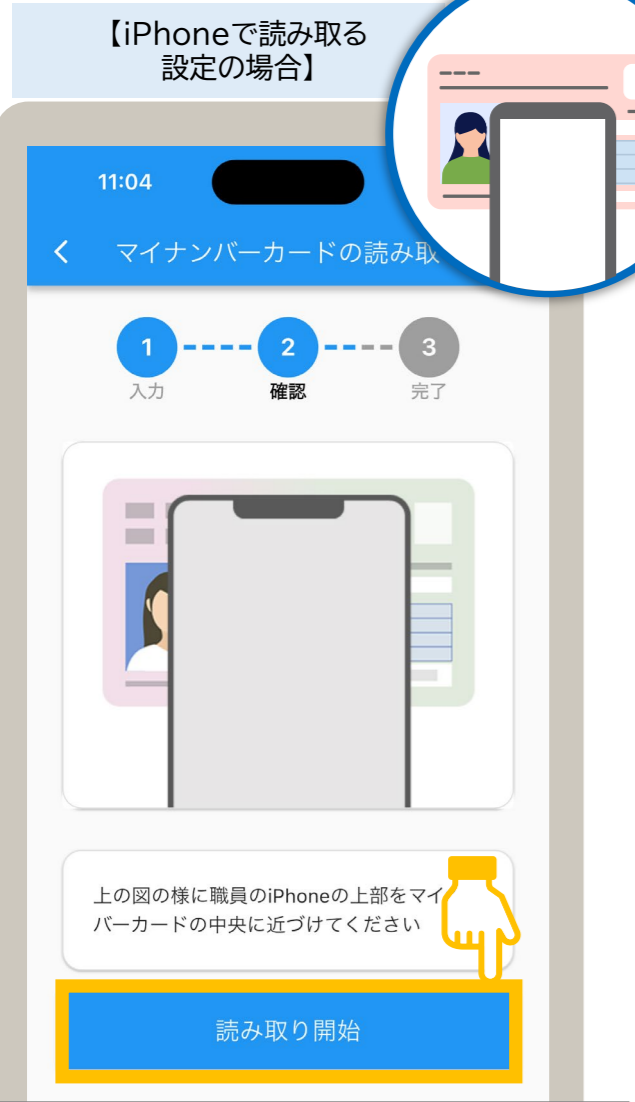 【iPhoneで読み取る
設定の場合】
11:04
マイナンバーカードの読み取
1
2
3
入力
確認
完了
上の図の様に職員のiPhoneの上部をマイ
バーカードの中央に近づけてください
読み取り開始